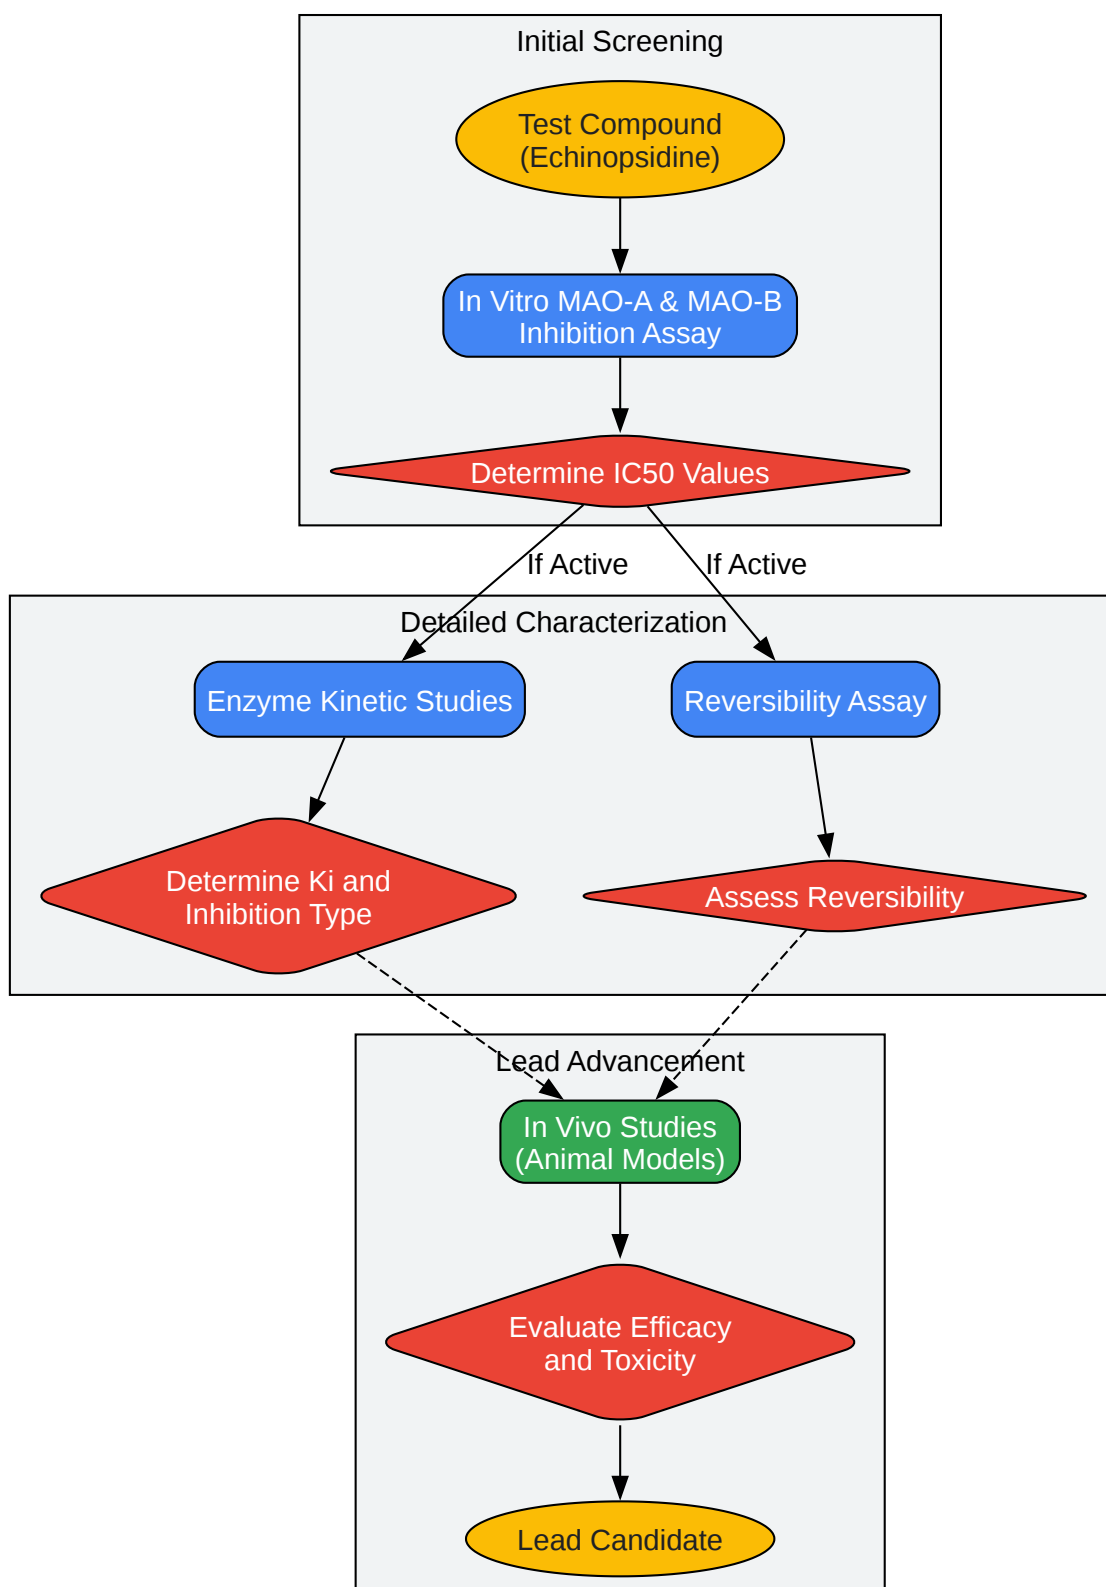 Initial Screening
Test Compound
(Echinopsidine)
In Vitro MAO-A & MAO-B
Inhibition Assay
Determine IC50 Values
If Active
If Active
Detailed Characterization
Enzyme Kinetic Studies
Reversibility Assay
Determine Ki and
Inhibition Type
Assess Reversibility
Lead Advancement
In Vivo Studies
(Animal Models)
Evaluate Efficacy
and Toxicity
Lead Candidate